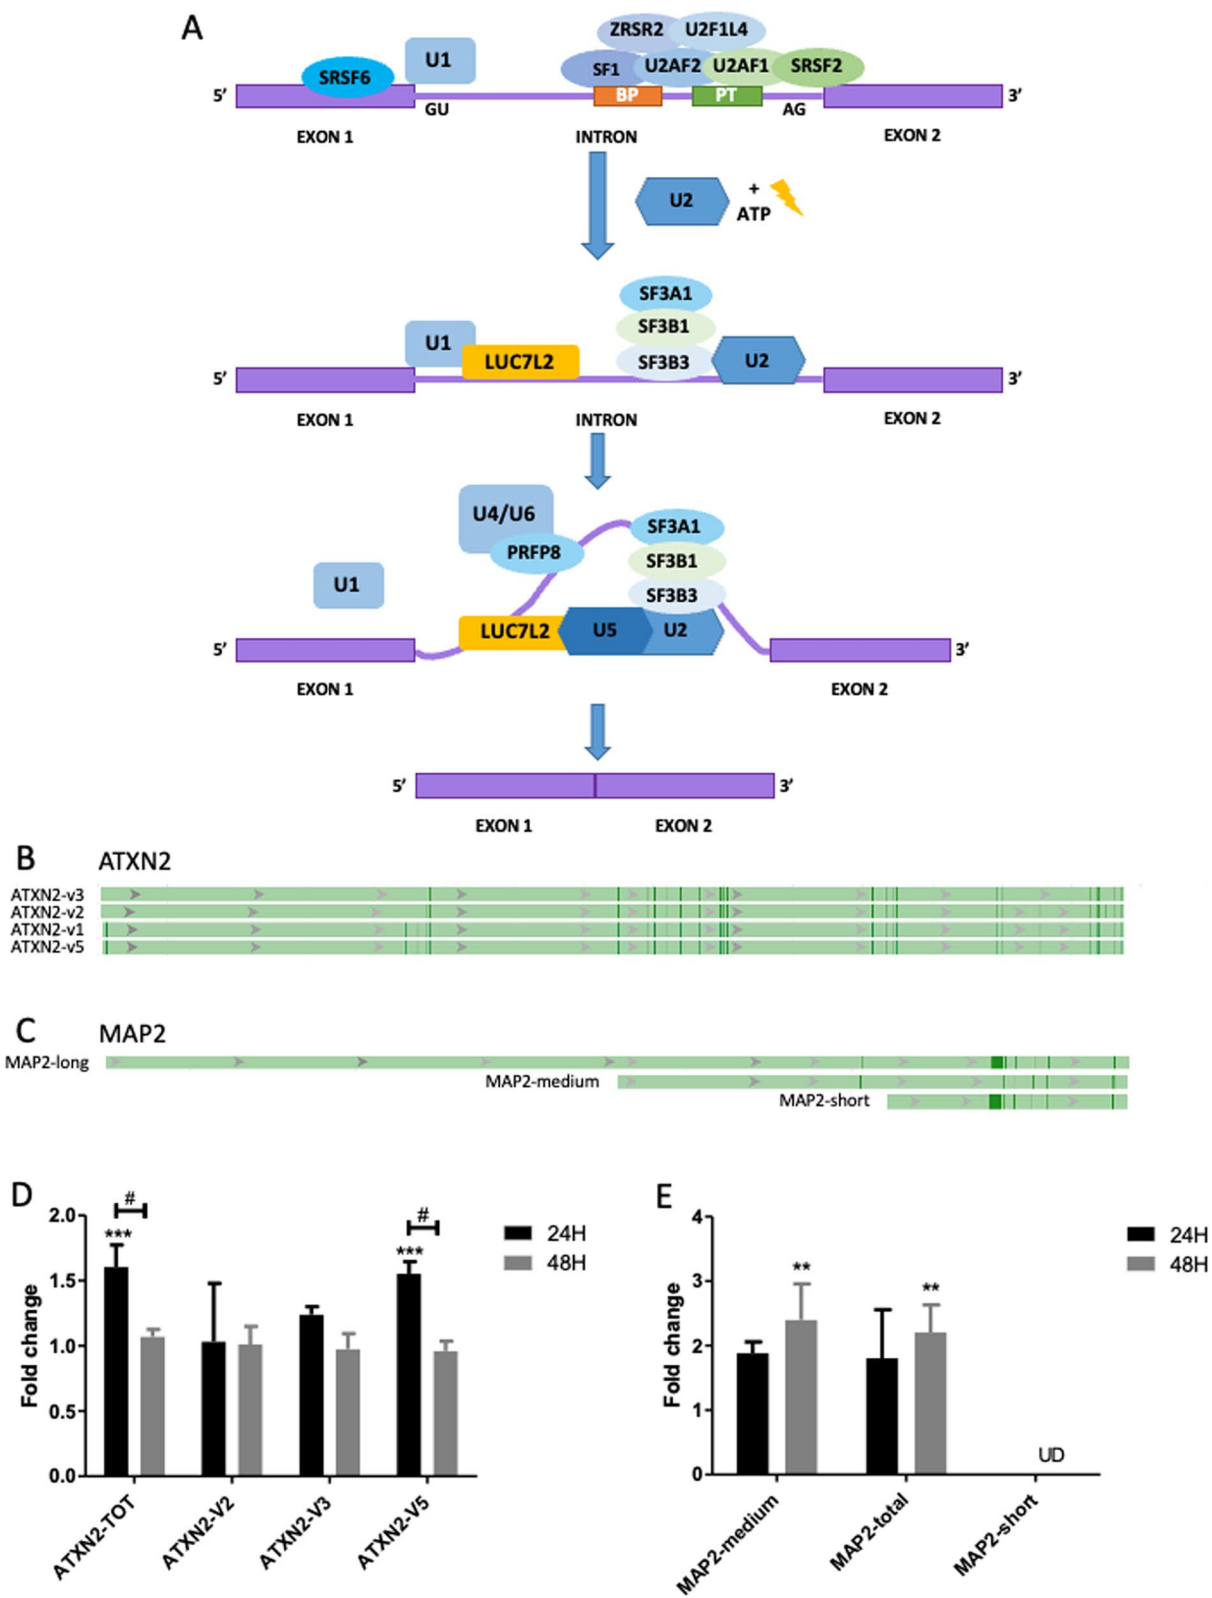 A
ZRSR2 U2F1L4
SRSF6 U1 SF1 U2AF2 U2AF1 SRSF2
5’ BP PT 3’
GU AG
EXON 1 INTRON EXON 2
U2 + ATP
SF3A1
SF3B1
U1 LUC7L2 SF3B3 U2
5’ 3’
EXON 1 INTRON EXON 2
U4/U6 SF3A1
PRFP8 SF3B1
U1 SF3B3
LUC7L2 U5 U2
5’ 3’
EXON 1 EXON 2
5’ 3’
EXON 1 EXON 2
B ATXN2
ATXN2-v3
ATXN2-v2
ATXN2-v1
ATXN2-v5
C MAP2
MAP2-long
MAP2-medium
MAP2-short
D
Fold change
2.0
1.5
1.0
0.5
0.0
#
***
#
***
24H
48H
ATXN2-TOT
ATXN2-V2
ATXN2-V3
ATXN2-V5
E
Fold change
4
3
2
1
0
**
**
UD
24H
48H
MAP2-medium
MAP2-total
MAP2-short